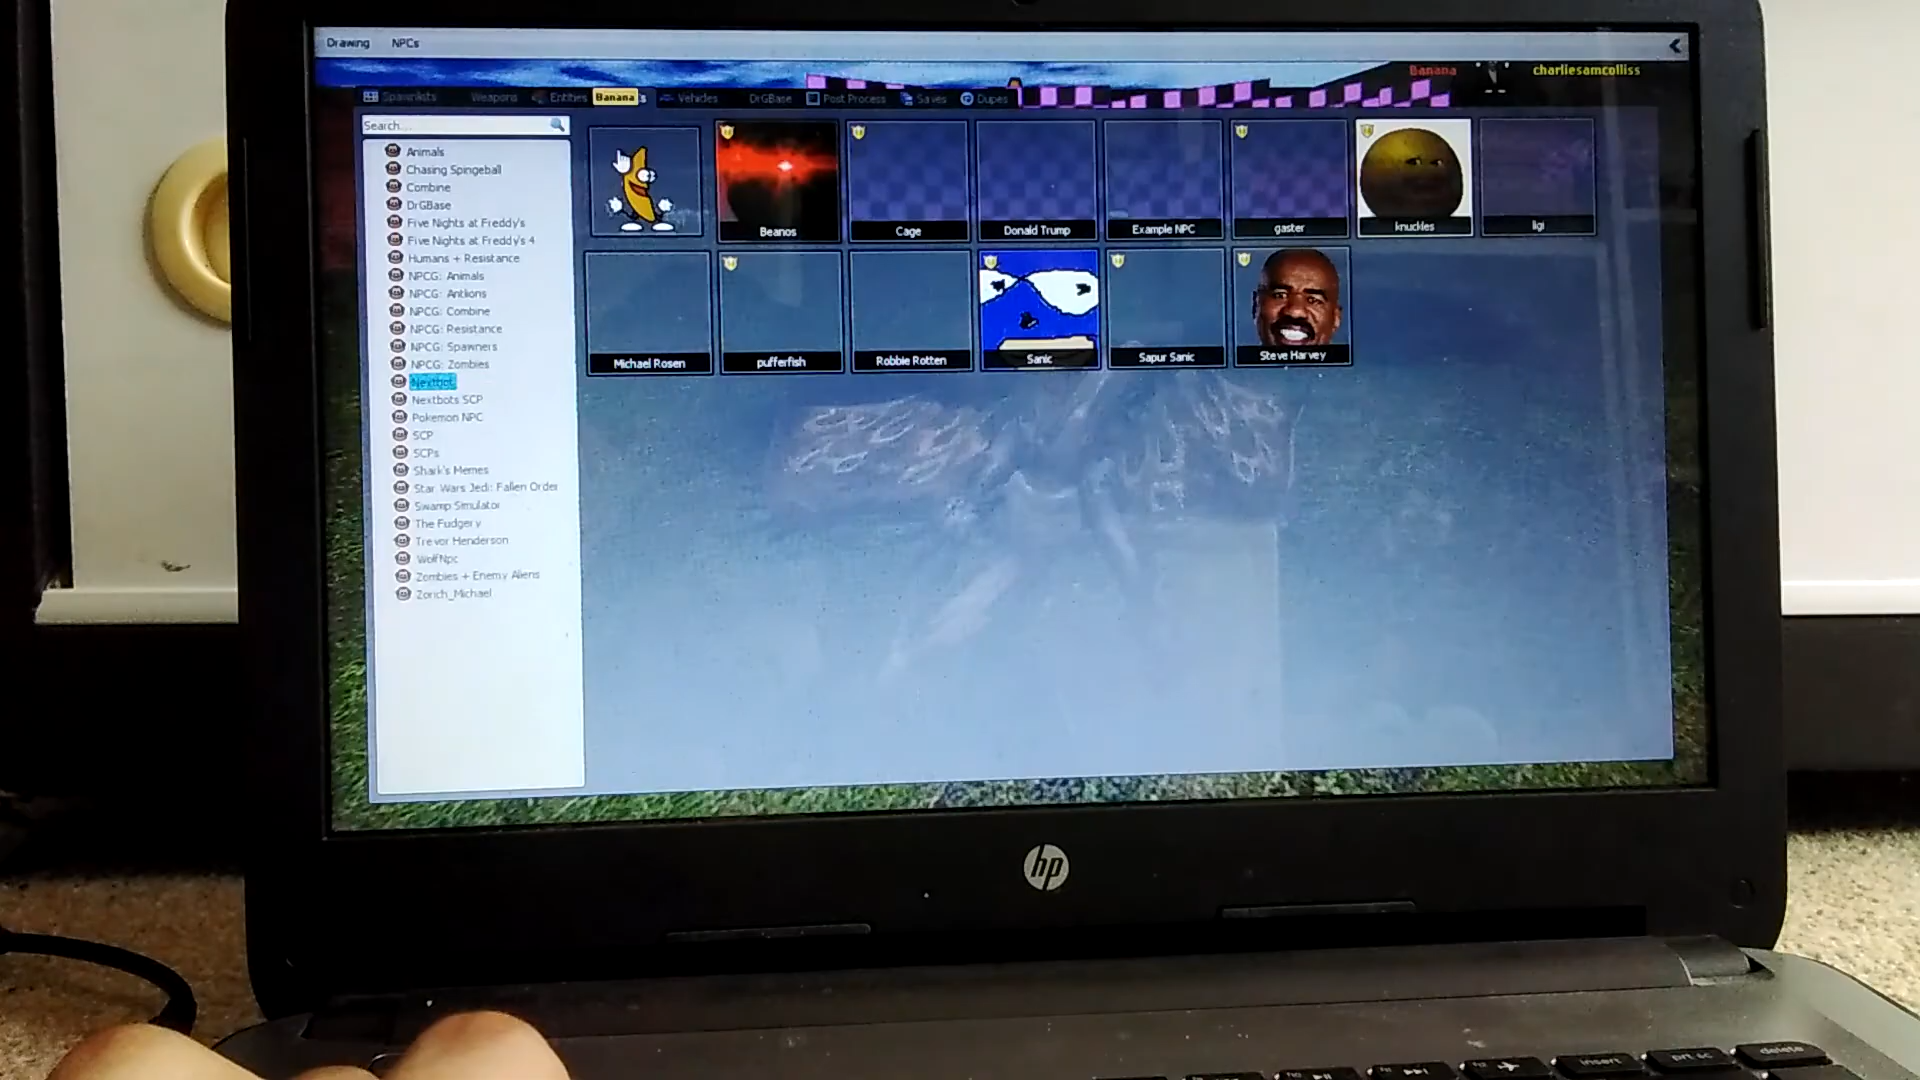 Drawing NPCs
Banana charliesamcolliss
Spawnlists Weapons Entities Banana Vehicles DrGBase Post Process Saves Dupes
Search...
Animals
Chasing Spingeball
Combine
DrGBase
Five Nights at Freddy's
Five Nights at Freddy's 4
Humans + Resistance
NPCG: Animals
NPCG: Antlions
NPCG: Combine
NPCG: Resistance
NPCG: Spawners
NPCG: Zombies
Nextbot
Nextbots SCP
Pokemon NPC
SCP
SCPs
Shark's Memes
Star Wars Jedi: Fallen Order
Swamp Simulator
The Fudgery
Trevor Henderson
WolfNpc
Zombies + Enemy Aliens
Zorich_Michael
Beanos Cage Donald Trump Example NPC gaster knuckles ligi
Michael Rosen pufferfish Robbie Rotten Sanic Sapur Sanic Steve Harvey
hp
insert prt sc delete